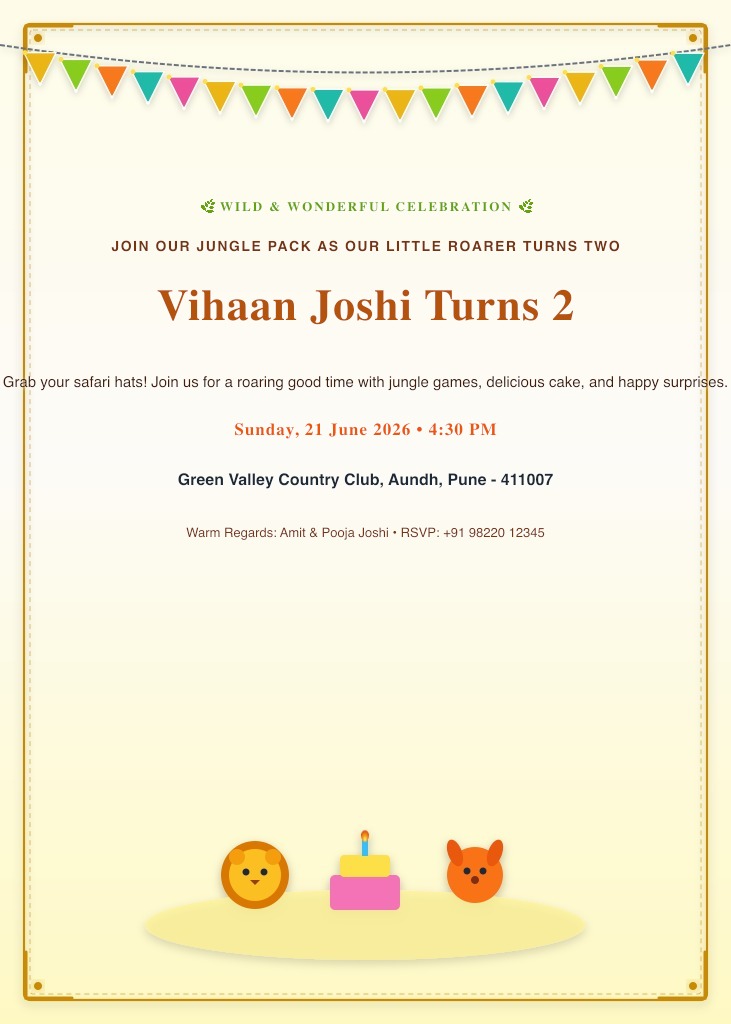 🌿 WILD & WONDERFUL CELEBRATION 🌿
JOIN OUR JUNGLE PACK AS OUR LITTLE ROARER TURNS TWO
Vihaan Joshi Turns 2
Grab your safari hats! Join us for a roaring good time with jungle games, delicious cake, and happy surprises.
Sunday, 21 June 2026 • 4:30 PM
Green Valley Country Club, Aundh, Pune - 411007
Warm Regards: Amit & Pooja Joshi • RSVP: +91 98220 12345